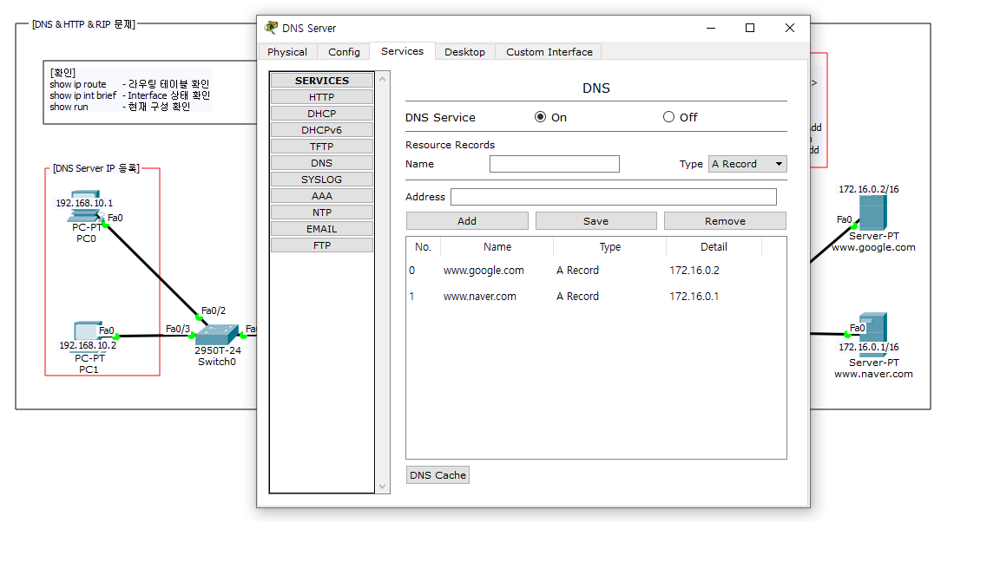 [DNS & HTTP & RIP 문제]
[확인]
show ip route - 라우팅 테이블 확인
show ip int brief - Interface 상태 확인
show run - 현재 구성 확인
[DNS Server IP 등록]
192.168.10.1
Fa0
PC-PT
PC0
Fa0/2
Fa0
Fa0/3
192.168.10.2
PC-PT
PC1
2950T-24
Switch0
DNS Server
Physical Config Services Desktop Custom Interface
SERVICES
HTTP
DHCP
DHCPv6
TFTP
DNS
SYSLOG
AAA
NTP
EMAIL
FTP
DNS
DNS Service On Off
Resource Records
Name Type A Record
Address
Add Save Remove
No. Name Type Detail
0 www.google.com A Record 172.16.0.2
1 www.naver.com A Record 172.16.0.1
DNS Cache
>
172.16.0.2/16
Fa0
Server-PT
www.google.com
Fa0
172.16.0.1/16
Server-PT
www.naver.com